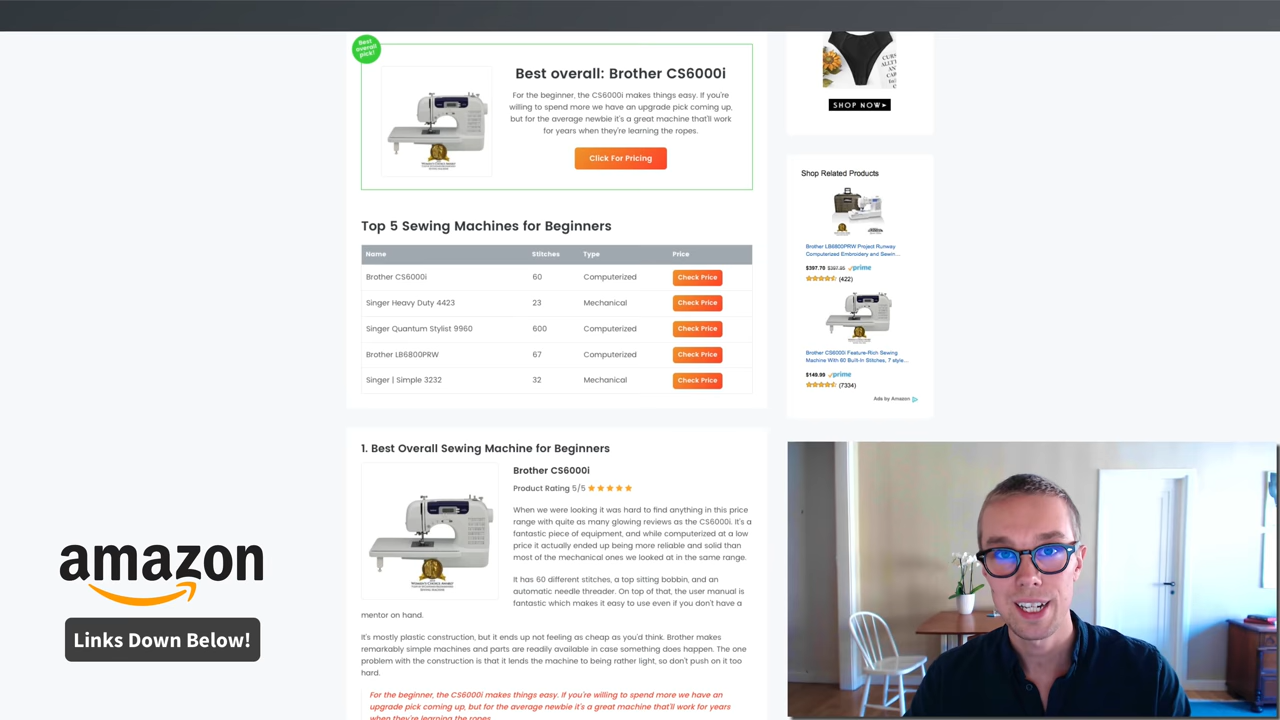 Best
overall
pick!
Best overall: Brother CS6000i
For the beginner, the CS6000i makes things easy. If you're
willing to spend more we have an upgrade pick coming up,
but for the average newbie it's a great machine that'll work
for years when they're learning the ropes.
Click For Pricing
Top 5 Sewing Machines for Beginners
Name Stitches Type Price
Brother CS6000i 60 Computerized Check Price
Singer Heavy Duty 4423 23 Mechanical Check Price
Singer Quantum Stylist 9960 600 Computerized Check Price
Brother LB6800PRW 67 Computerized Check Price
Singer | Simple 3232 32 Mechanical Check Price
1. Best Overall Sewing Machine for Beginners
Brother CS6000i
Product Rating 5/5
When we were looking it was hard to find anything in this price
range with quite as many glowing reviews as the CS6000i. It's a
fantastic piece of equipment, and while computerized at a low
price it actually ended up being more reliable and solid than
most of the mechanical ones we looked at in the same range.
It has 60 different stitches, a top sitting bobbin, and an
automatic needle threader. On top of that, the user manual is
fantastic which makes it easy to use even if you don't have a
mentor on hand.
It's mostly plastic construction, but it ends up not feeling as cheap as you'd think. Brother makes
remarkably simple machines and parts are readily available in case something does happen. The one
problem with the construction is that it lends the machine to being rather light, so don't push on it too
hard.
For the beginner, the CS6000i makes things easy. If you're willing to spend more we have an
upgrade pick coming up, but for the average newbie it's a great machine that'll work for years
when they're learning the ropes.
SHOP NOW
Shop Related Products
Brother LB6800PRW Project Runway
Computerized Embroidery and Sewin...
$397.70 $397.95 prime
(422)
Brother CS6000i Feature-Rich Sewing
Machine With 60 Built-In Stitches, 7 style...
$149.99 prime
(7334)
Ads by Amazon
amazon
Links Down Below!